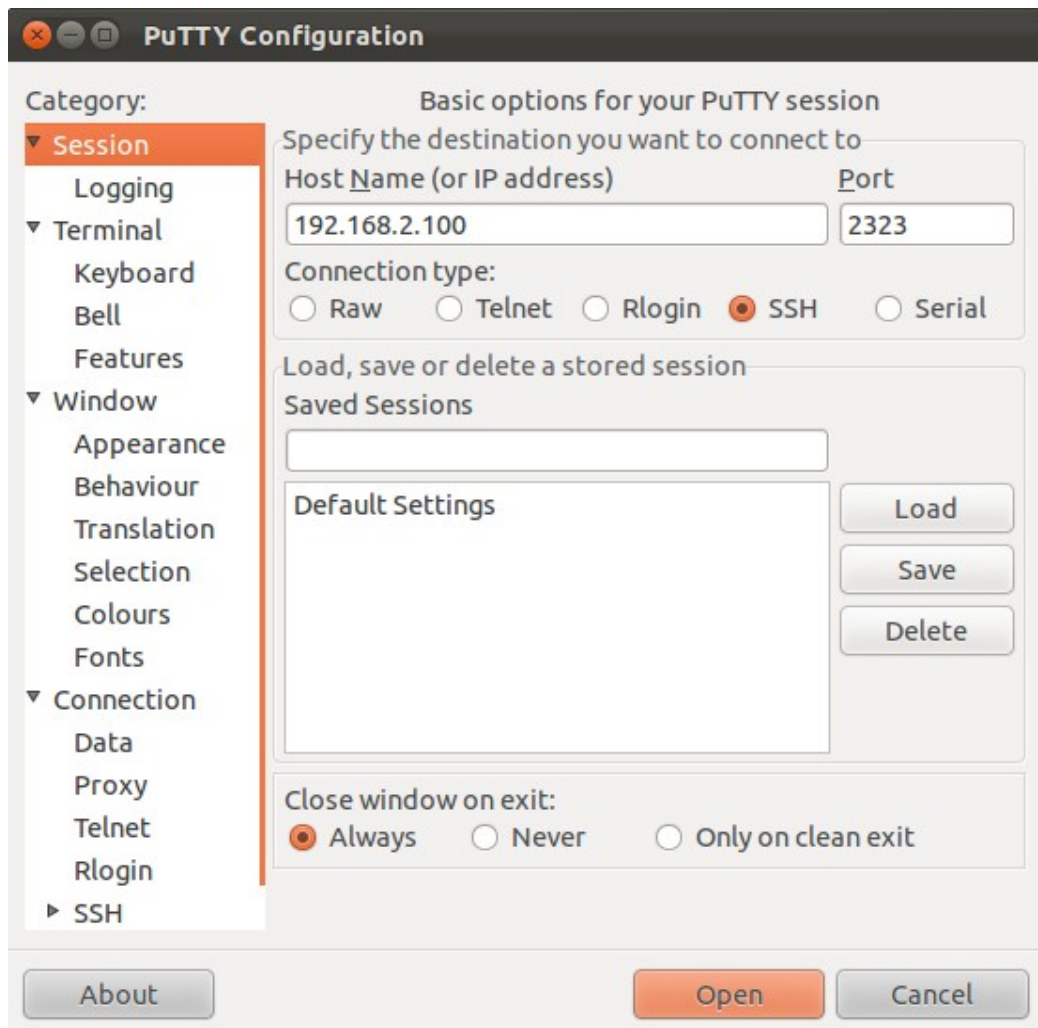 PuTTY Configuration
Category:
Session
Logging
Terminal
Keyboard
Bell
Features
Window
Appearance
Behaviour
Translation
Selection
Colours
Fonts
Connection
Data
Proxy
Telnet
Rlogin
SSH
Basic options for your PuTTY session
Specify the destination you want to connect to
Host Name (or IP address) Port
192.168.2.100 2323
Connection type:
Raw Telnet Rlogin SSH Serial
Load, save or delete a stored session
Saved Sessions
Default Settings
Load
Save
Delete
Close window on exit:
Always Never Only on clean exit
About Open Cancel